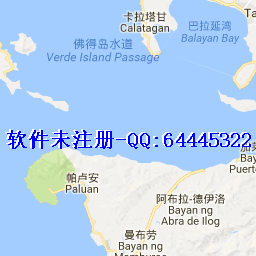 卡拉塔甘
Calatagan
巴拉延湾
Balayan Bay
佛得岛水道
Verde Island Passage
软件未注册-QQ:64445322
帕卢安
Paluan
阿布拉-德伊洛
Bayan ng
Abra de Ilog
曼布劳
Bayan ng